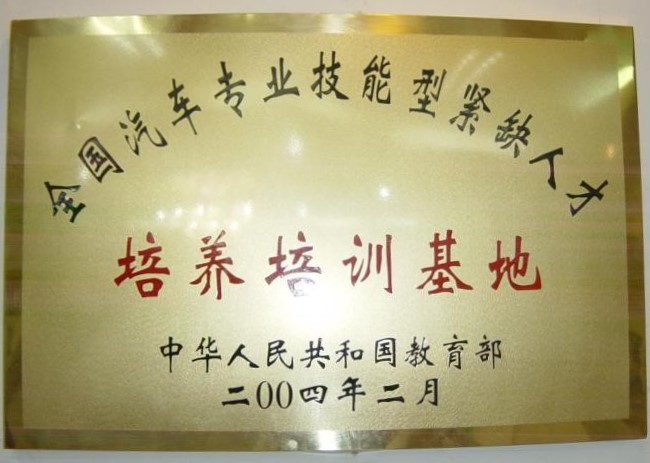 全国汽车专业技能型紧缺人才
培养培训基地
中华人民共和国教育部
二00四年二月